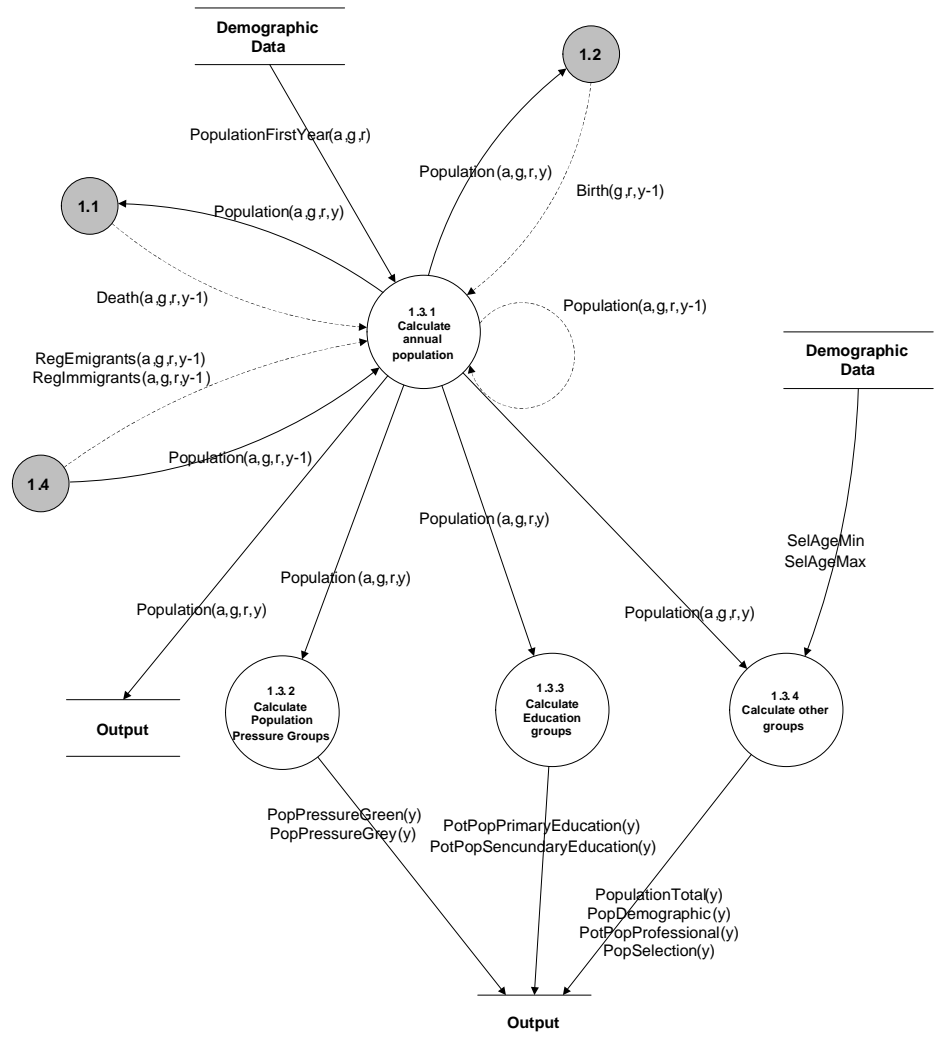 Demographic
Data
1.2
PopulationFirstYear(a,g,r)
Population(a,g,r,y)
Birth(g,r,y-1)
1.1
Population(a,g,r,y)
Death(a,g,r,y-1)
1.3.1
Calculate
annual
population
Population(a,g,r,y-1)
RegEmigrants(a,g,r,y-1)
RegImmigrants(a,g,r,y-1)
Demographic
Data
1.4
Population(a,g,r,y-1)
Population(a,g,r,y)
SelAgeMin
SelAgeMax
Population(a,g,r,y)
Population(a,g,r,y)
Population(a,g,r,y)
Output
1.3.2
Calculate
Population
Pressure Groups
1.3.3
Calculate
Education
groups
1.3.4
Calculate other
groups
PopPressureGreen(y)
PopPressureGrey(y)
PotPopPrimaryEducation(y)
PotPopSencundaryEducation(y)
PopulationTotal(y)
PopDemographic(y)
PotPopProfessional(y)
PopSelection(y)
Output